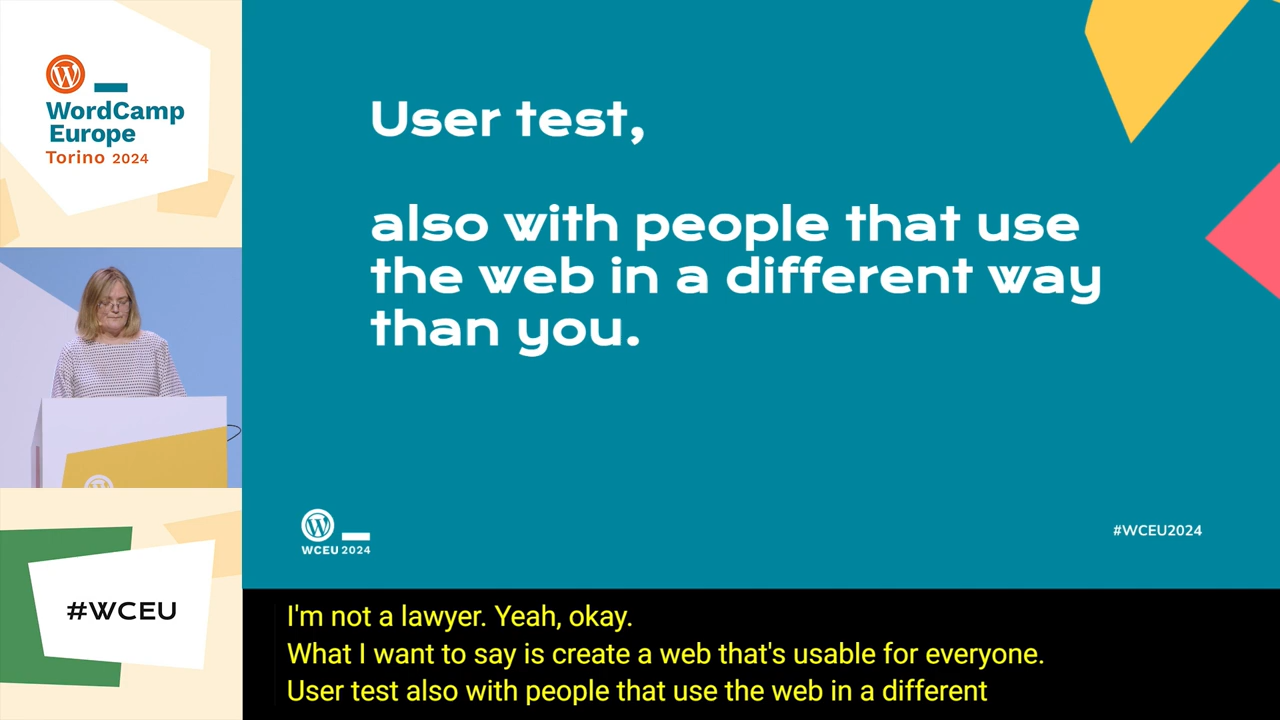 WordCamp
Europe
Torino 2024
User test,
also with people that use
the web in a different way
than you.
WCEU 2024
#WCEU2024
#WCEU
I'm not a lawyer. Yeah, okay.
What I want to say is create a web that's usable for everyone.
User test also with people that use the web in a different